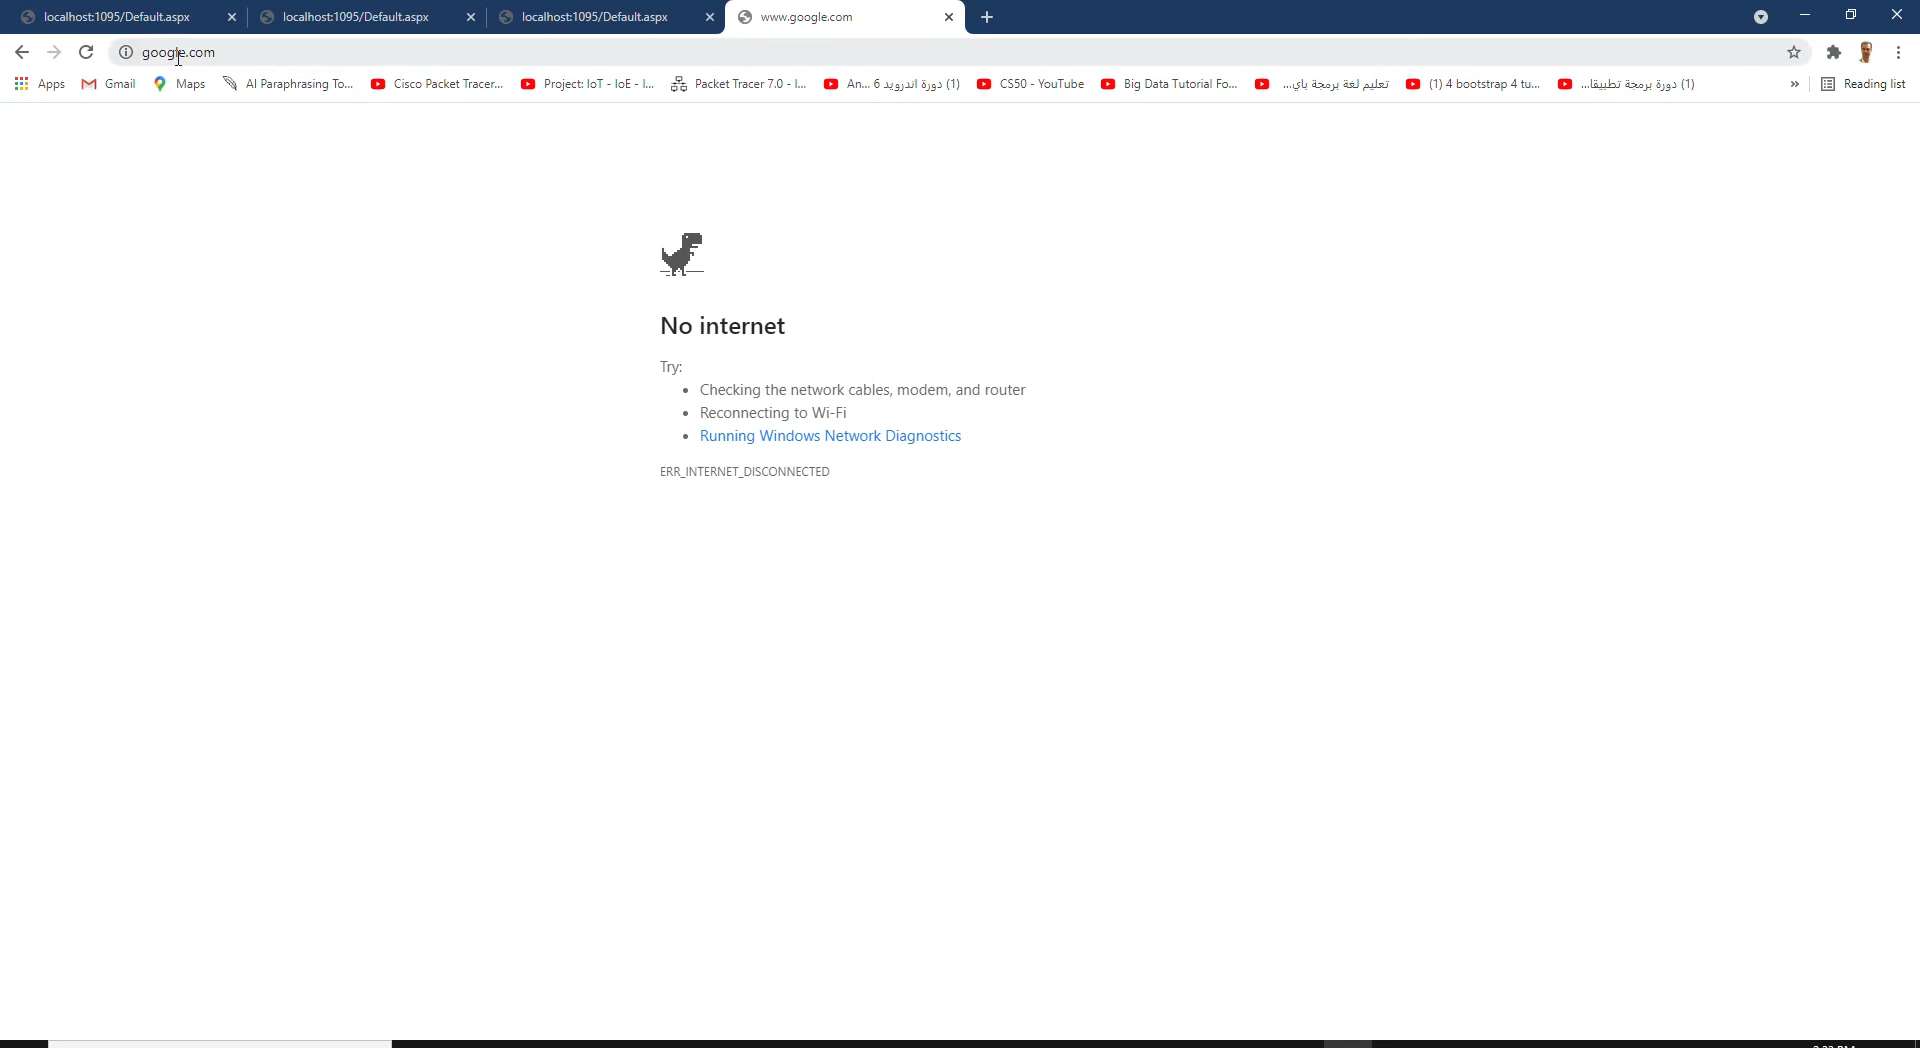 localhost:1095/Default.aspx
localhost:1095/Default.aspx
localhost:1095/Default.aspx
www.google.com
google.com
Apps
Gmail
Maps
AI Paraphrasing To...
Cisco Packet Tracer...
Project: IoT - IoE - I...
Packet Tracer 7.0 - I...
(1) دورة اندرويد 6 An...
CS50 - YouTube
Big Data Tutorial Fo...
تعليم لغة برمجة باي...
(1) 4 bootstrap 4 tu...
(1) دورة برمجة تطبيقا...
»
Reading list
No internet
Try:
• Checking the network cables, modem, and router
• Reconnecting to Wi-Fi
• Running Windows Network Diagnostics
ERR_INTERNET_DISCONNECTED